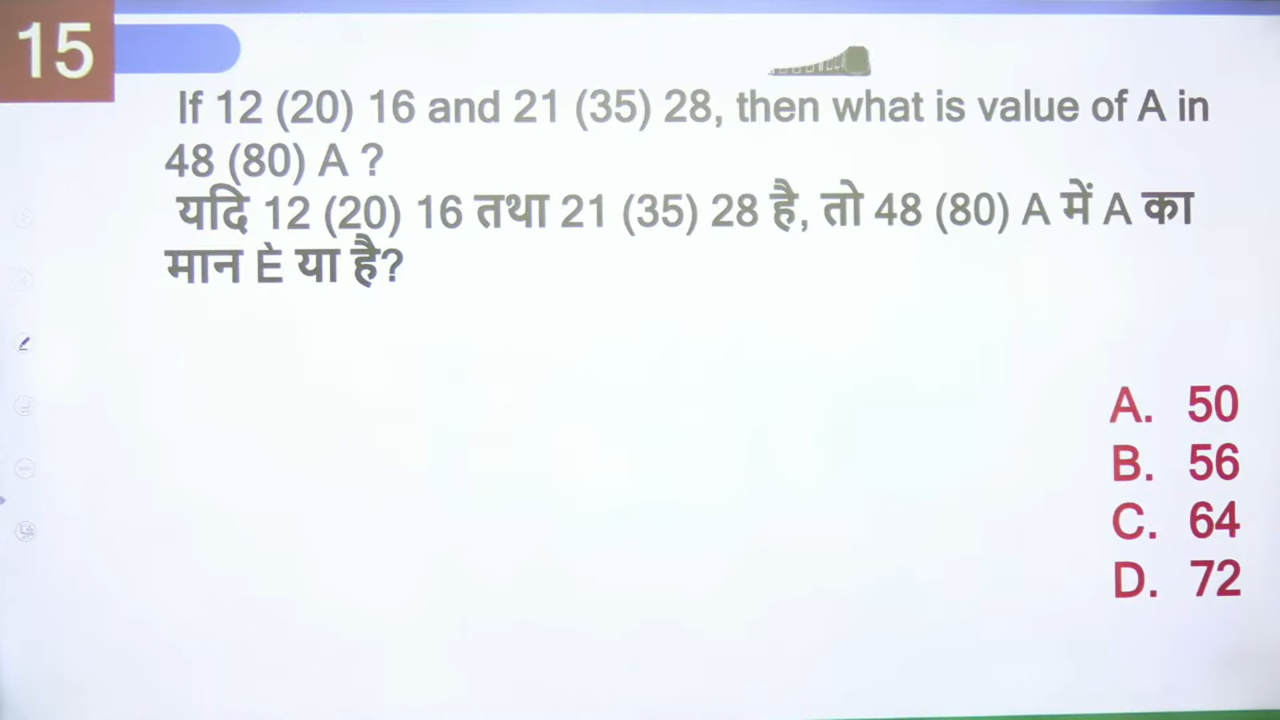 15
If 12 (20) 16 and 21 (35) 28, then what is value of A in
48 (80) A ?
यदि 12 (20) 16 तथा 21 (35) 28 है, तो 48 (80) A में A का
मान È या है?
A. 50
B. 56
C. 64
D. 72